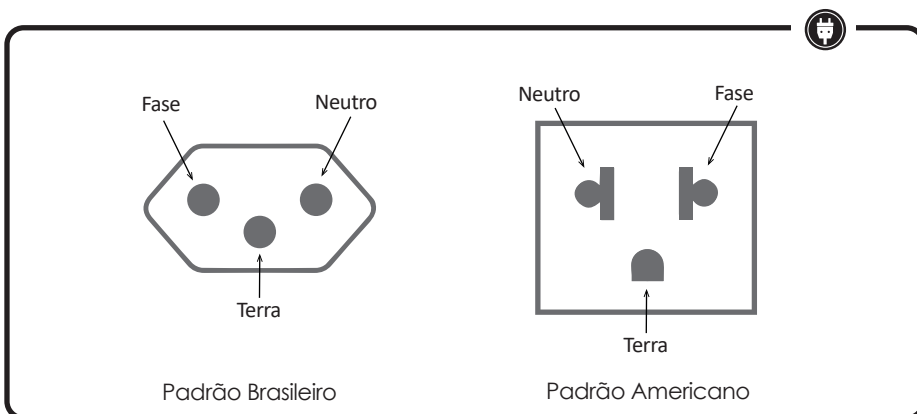 Fase
Neutro
Terra
Padrão Brasileiro
Neutro
Fase
Terra
Padrão Americano